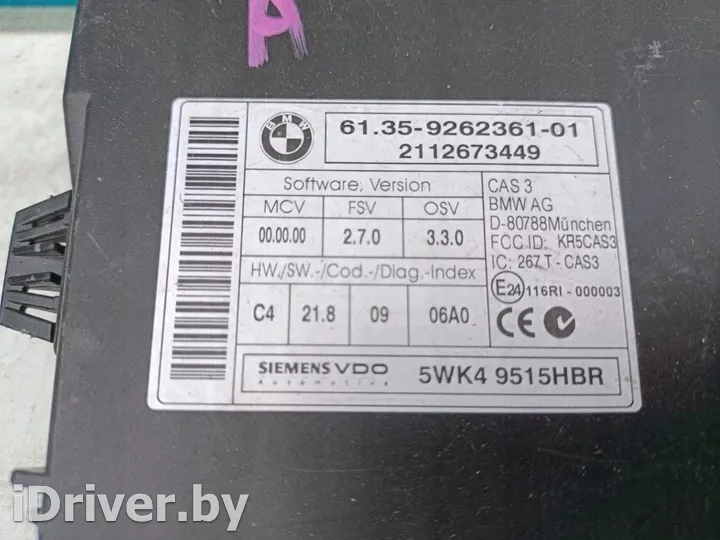 A
BMW
61.35-9262361-01
2112673449
Software, Version
MCV FSV OSV
00.00.00 2.7.0 3.3.0
HW./SW.-/Cod.-/Diag.-Index
C4 21.8 09 06A0
CAS 3
BMW AG
D-80788München
FCC ID: KR5CAS3
IC: 267 T - CAS3
E24 116RI - 000003
CE
SIEMENS VDO
Automotive
5WK4 9515HBR
iDriver.by